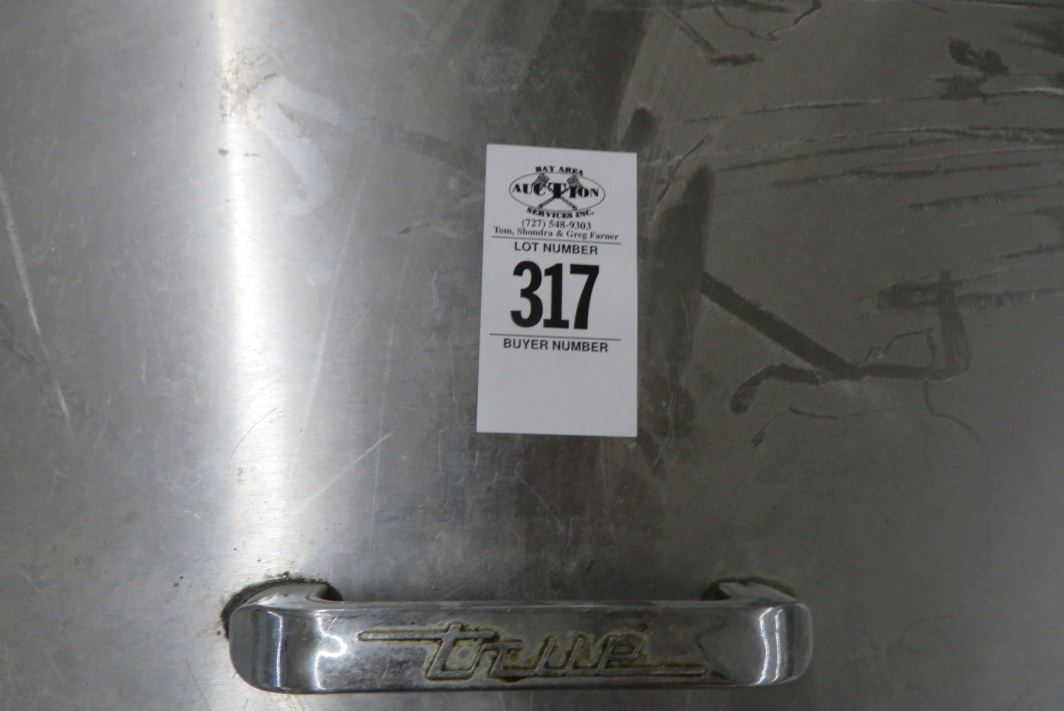 BAY AREA
AUCTION
SERVICES INC.
(727) 548-9303
Tom, Shondra & Greg Farner
LOT NUMBER
317
BUYER NUMBER
true